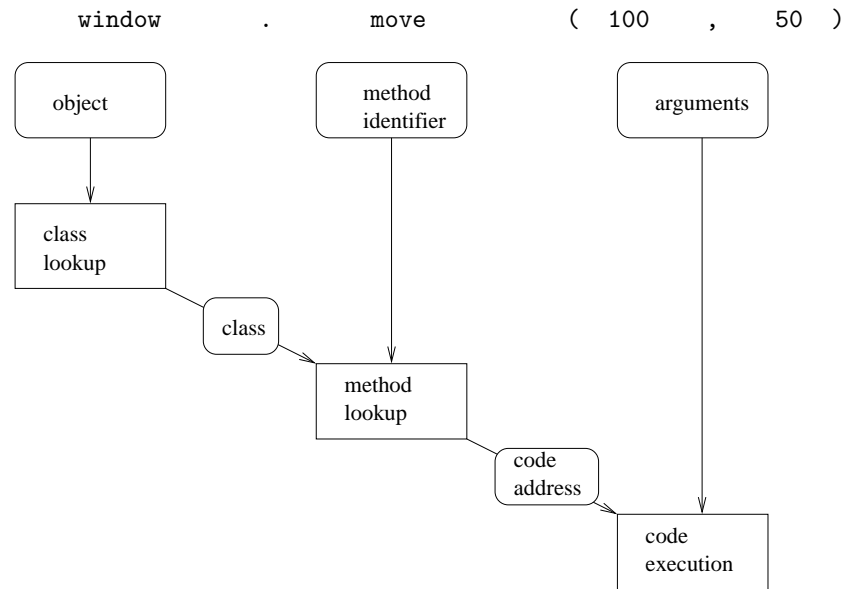 window . move ( 100 , 50 )
object
method
identifier
arguments
class
lookup
class
method
lookup
code
address
code
execution